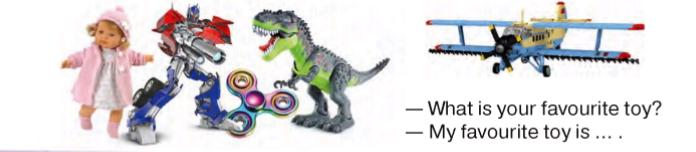 — What is your favourite toy?
— My favourite toy is ... .